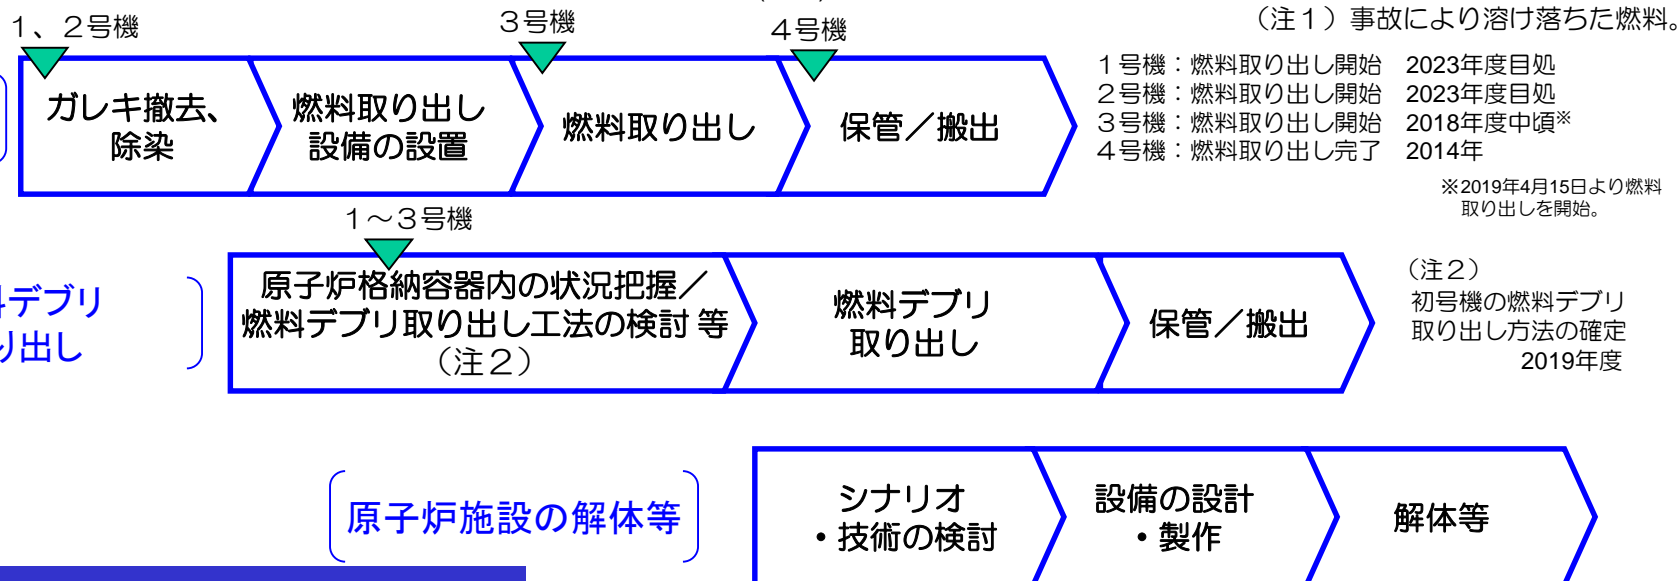 （注１）事故により溶け落ちた燃料。
１、２号機
３号機
４号機
ガレキ撤去、
除染
燃料取り出し
設備の設置
燃料取り出し
保管／搬出
１号機：燃料取り出し開始　2023年度目処
２号機：燃料取り出し開始　2023年度目処
３号機：燃料取り出し開始　2018年度中頃※
４号機：燃料取り出し完了　2014年
※2019年4月15日より燃料
取り出しを開始。
１～３号機
デブリ
り出し
原子炉格納容器内の状況把握／
燃料デブリ取り出し工法の検討 等
（注２）
燃料デブリ
取り出し
保管／搬出
（注２）
初号機の燃料デブリ
取り出し方法の確定
2019年度
原子炉施設の解体等
シナリオ
・技術の検討
設備の設計
・製作
解体等